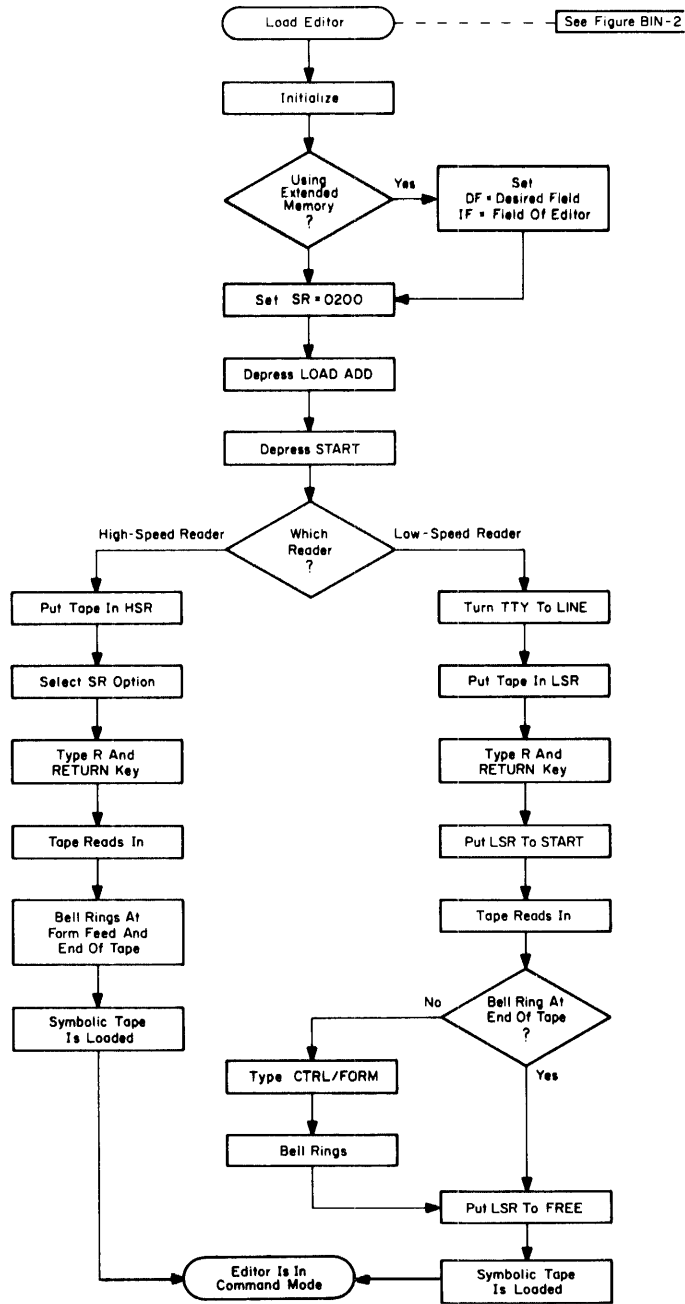 Load Editor
See Figure BIN-2
Initialize
Using
Extended
Memory
?
Yes
Set
DF = Desired Field
IF = Field Of Editor
Set SR = 0200
Depress LOAD ADD
Depress START
High-Speed Reader
Which
Reader
?
Low-Speed Reader
Put Tape In HSR
Select SR Option
Type R And
RETURN Key
Tape Reads In
Bell Rings At
Form Feed And
End Of Tape
Symbolic Tape
Is Loaded
Turn TTY To LINE
Put Tape In LSR
Type R And
RETURN Key
Put LSR To START
Tape Reads In
Bell Ring At
End Of Tape
?
No
Yes
Type CTRL/FORM
Bell Rings
Put LSR To FREE
Symbolic Tape
Is Loaded
Editor Is In
Command Mode